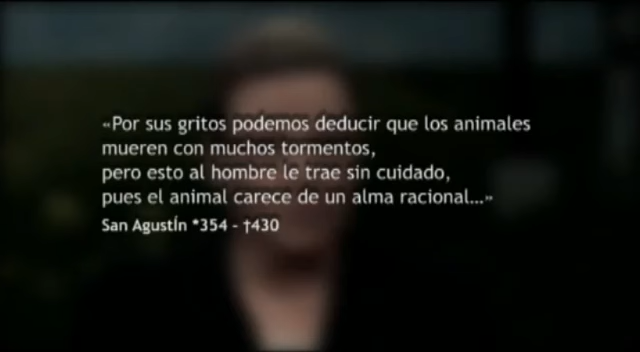 «Por sus gritos podemos deducir que los animales
mueren con muchos tormentos,
pero esto al hombre le trae sin cuidado,
pues el animal carece de un alma racional...»
San Agustín *354 - †430